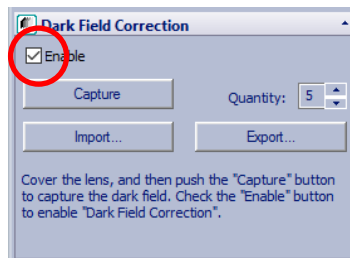 Dark Field Correction
Enable
Capture Quantity: 5
Import... Export...
Cover the lens, and then push the "Capture" button
to capture the dark field. Check the "Enable" button
to enable "Dark Field Correction".